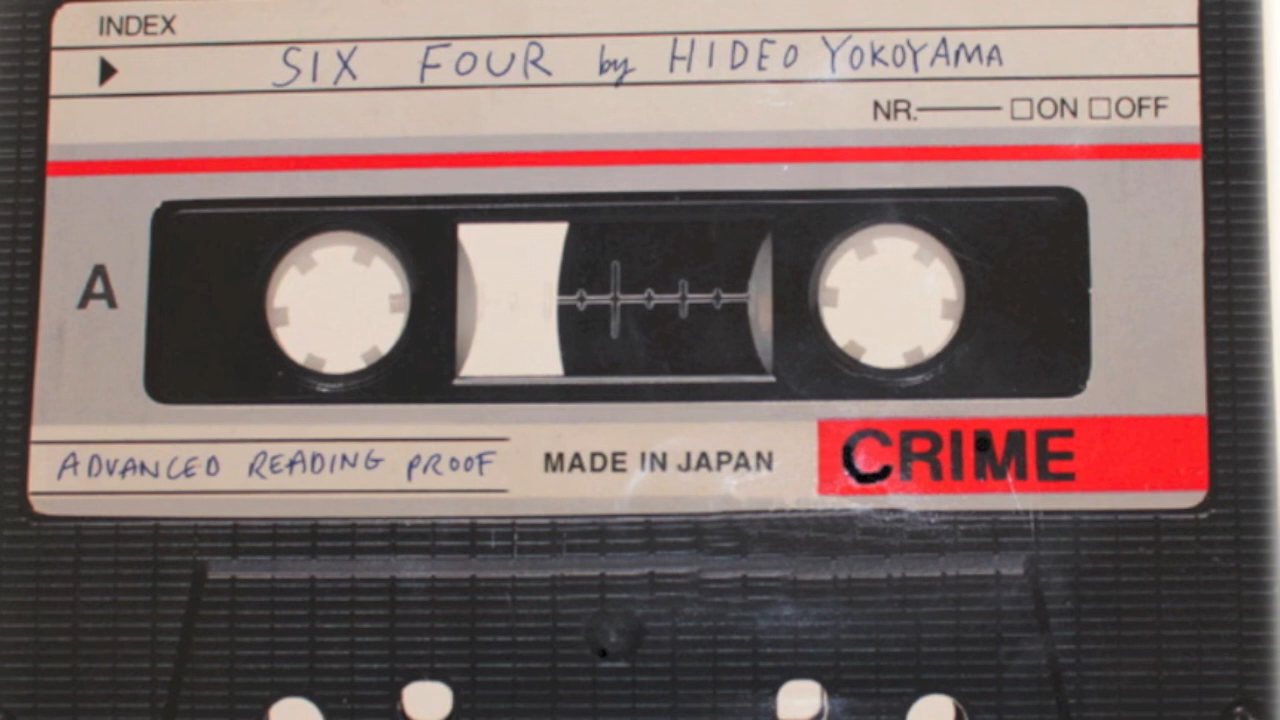 INDEX
SIX FOUR by HIDEO YOKOYAMA
NR. ☐ON ☐OFF
A
ADVANCED READING PROOF
MADE IN JAPAN
CRIME